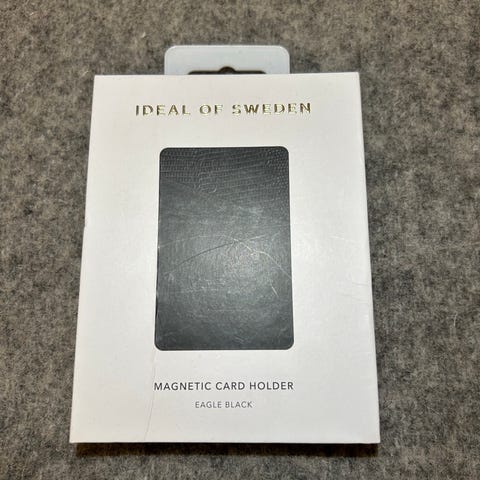 IDEAL OF SWEDEN
MAGNETIC CARD HOLDER
EAGLE BLACK